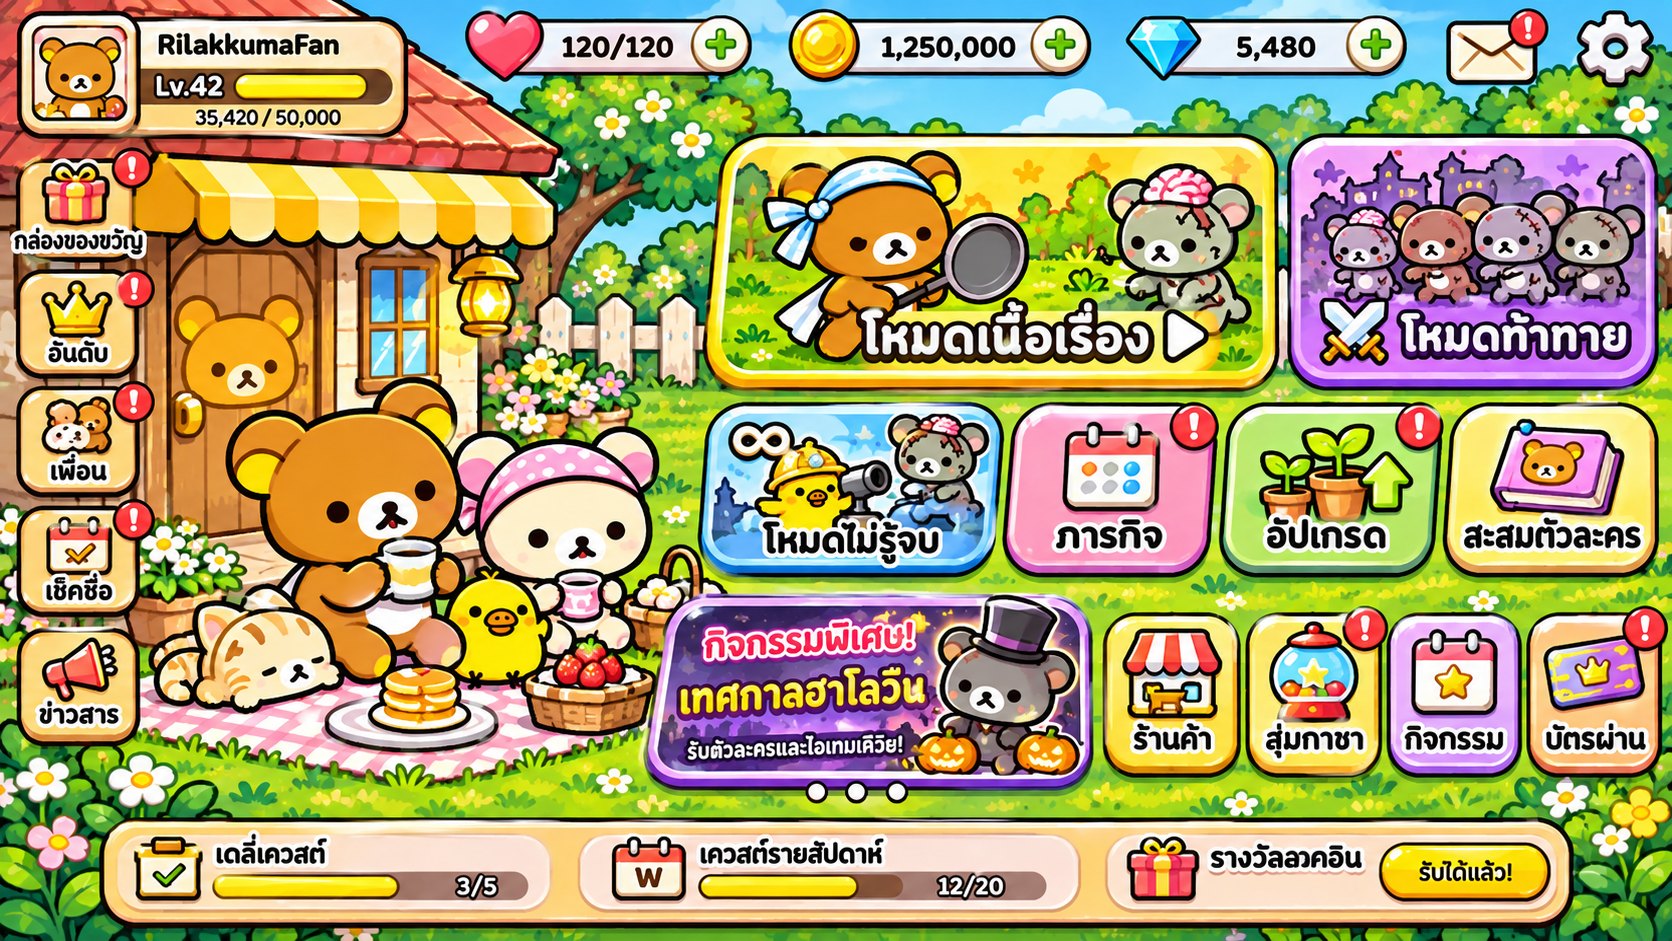 RilakkumaFan
Lv.42
35,420 / 50,000
120/120
1,250,000
5,480
กล่องของขวัญ
อันดับ
เพื่อน
เช็คชื่อ
ข่าวสาร
โหมดเนื้อเรื่อง
โหมดท้าทาย
โหมดไม่รู้จบ
ภารกิจ
อัปเกรด
สะสมตัวละคร
กิจกรรมพิเศษ!
เทศกาลฮาโลวีน
รับตัวละครและไอเทมเคิวิย!
ร้านค้า
สุ่มกาชา
กิจกรรม
บัตรผ่าน
เดลี่เควสต์
3/5
W
เควสต์รายสัปดาห์
12/20
รางวัลลวคอิน
รับได้แล้ว!